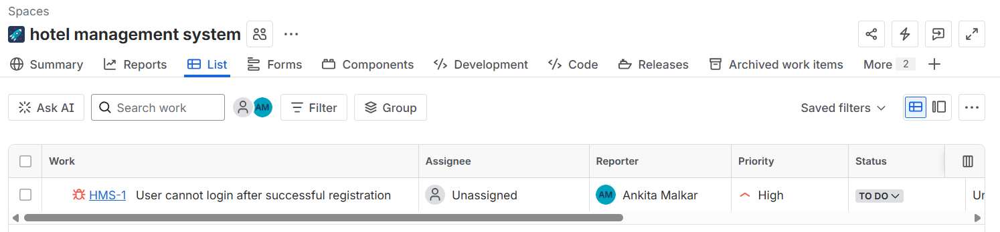 Spaces
hotel management system
Summary Reports List Forms Components Development Code Releases Archived work items More 2
Ask AI Search work AM Filter Group Saved filters
Work Assignee Reporter Priority Status
HMS-1 User cannot login after successful registration Unassigned AM Ankita Malkar High TO DO Un